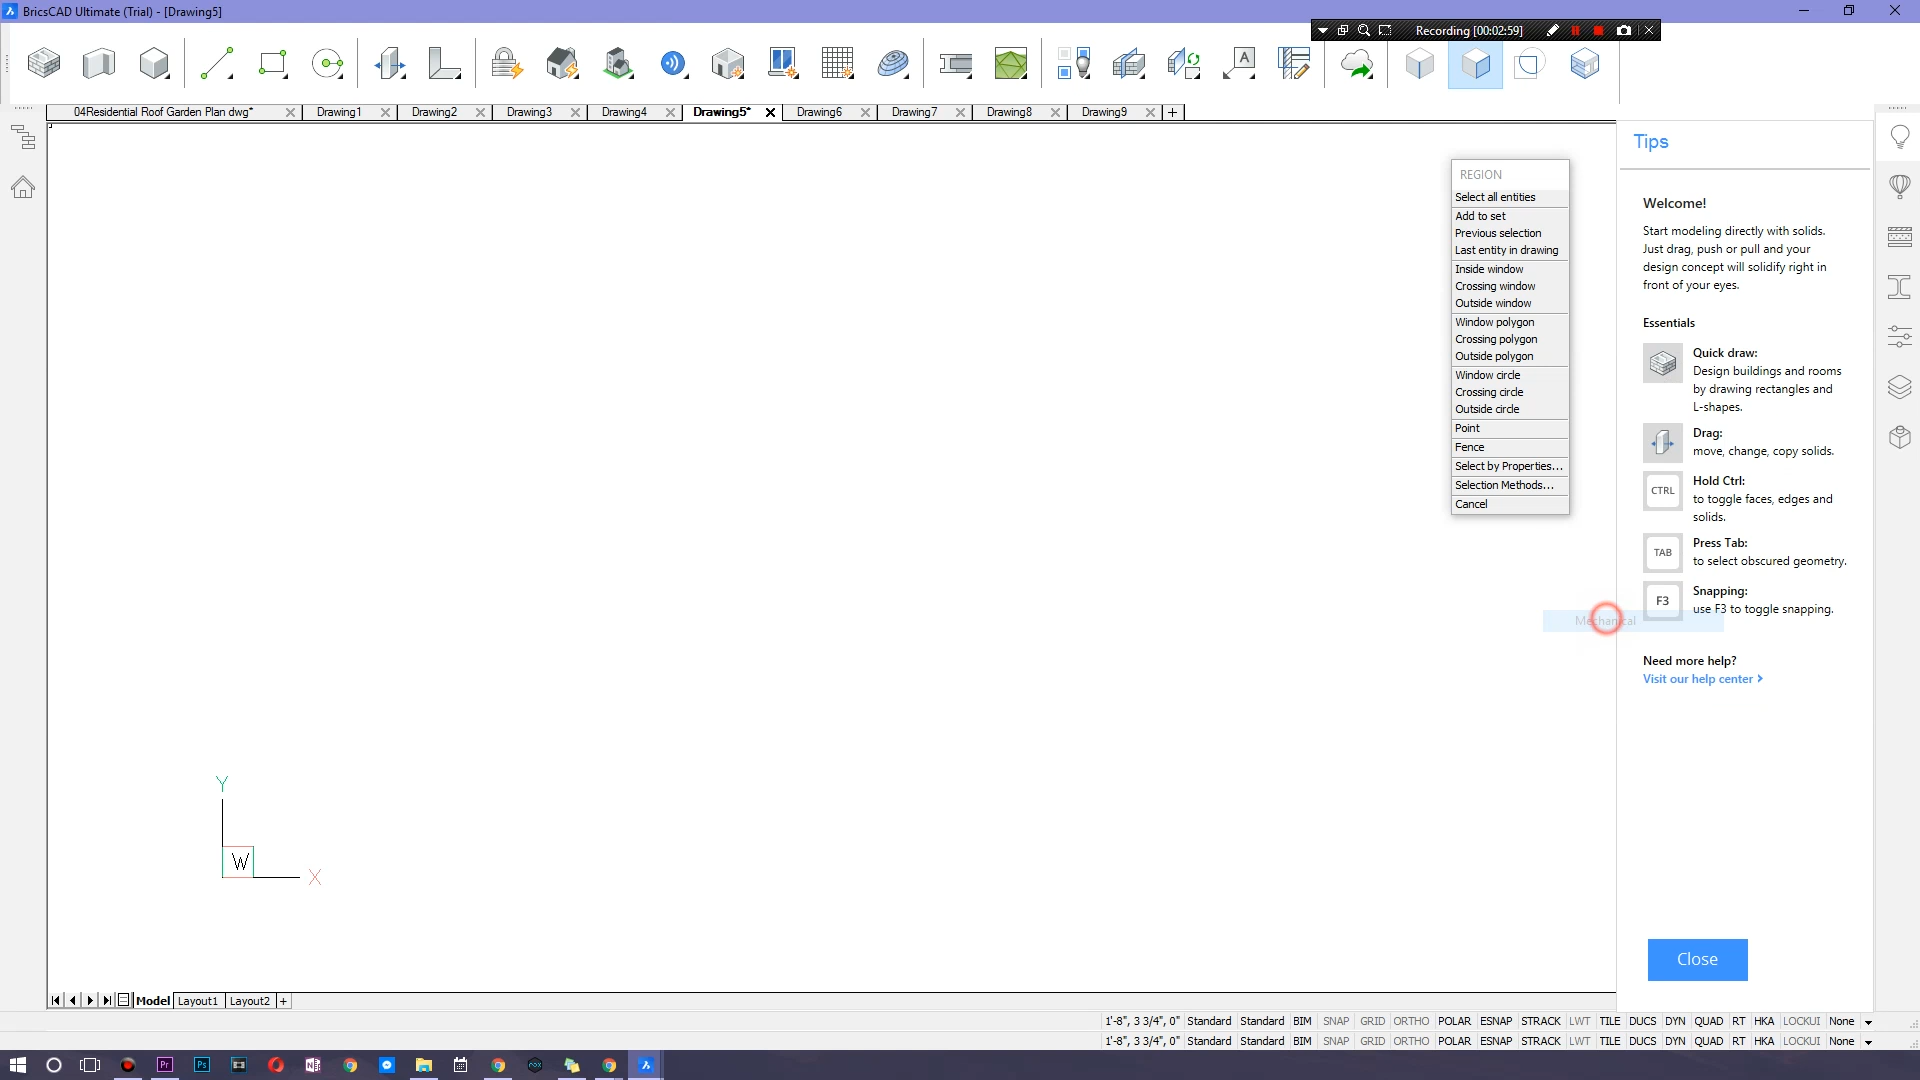 BricsCAD Ultimate (Trial) - [Drawing5]
Recording [00:02:59]
A
04Residential Roof Garden Plan dwg*
Drawing1
Drawing2
Drawing3
Drawing4
Drawing5*
Drawing6
Drawing7
Drawing8
Drawing9
REGION
Select all entities
Add to set
Previous selection
Last entity in drawing
Inside window
Crossing window
Outside window
Window polygon
Crossing polygon
Outside polygon
Window circle
Crossing circle
Outside circle
Point
Fence
Select by Properties...
Selection Methods...
Cancel
Tips
Welcome!
Start modeling directly with solids.
Just drag, push or pull and your
design concept will solidify right in
front of your eyes.
Essentials
Quick draw:
Design buildings and rooms
by drawing rectangles and
L-shapes.
Drag:
move, change, copy solids.
CTRL
Hold Ctrl:
to toggle faces, edges and
solids.
TAB
Press Tab:
to select obscured geometry.
F3
Snapping:
use F3 to toggle snapping.
Mechanical
Need more help?
Visit our help center >
Close
Y
W
X
Model
Layout1
Layout2
1'-8", 3 3/4", 0" Standard Standard BIM SNAP GRID ORTHO POLAR ESNAP STRACK LWT TILE DUCS DYN QUAD RT HKA LOCKUI None
1'-8", 3 3/4", 0" Standard Standard BIM SNAP GRID ORTHO POLAR ESNAP STRACK LWT TILE DUCS DYN QUAD RT HKA LOCKUI None
Pr
Ps